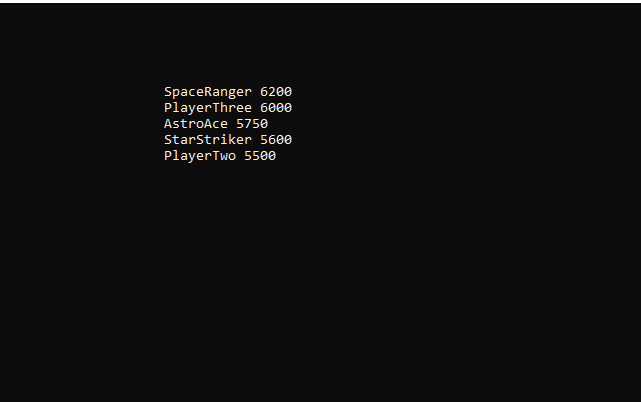 SpaceRanger 6200
PlayerThree 6000
AstroAce 5750
StarStriker 5600
PlayerTwo 5500